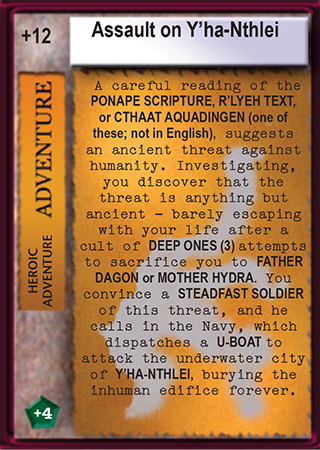 +12
Assault on Y’ha-Nthlei
HEROIC
ADVENTURE
ADVENTURE
A careful reading of the
PONAPE SCRIPTURE, R’LYEH TEXT,
or CTHAAT AQUADINGEN (one of
these; not in English), suggests
an ancient threat against
humanity. Investigating,
you discover that the
threat is anything but
ancient – barely escaping
with your life after a
cult of DEEP ONES (3) attempts
to sacrifice you to FATHER
DAGON or MOTHER HYDRA. You
convince a STEADFAST SOLDIER
of this threat, and he
calls in the Navy, which
dispatches a U-BOAT to
attack the underwater city
of Y’HA-NTHLEI, burying the
inhuman edifice forever.
+4